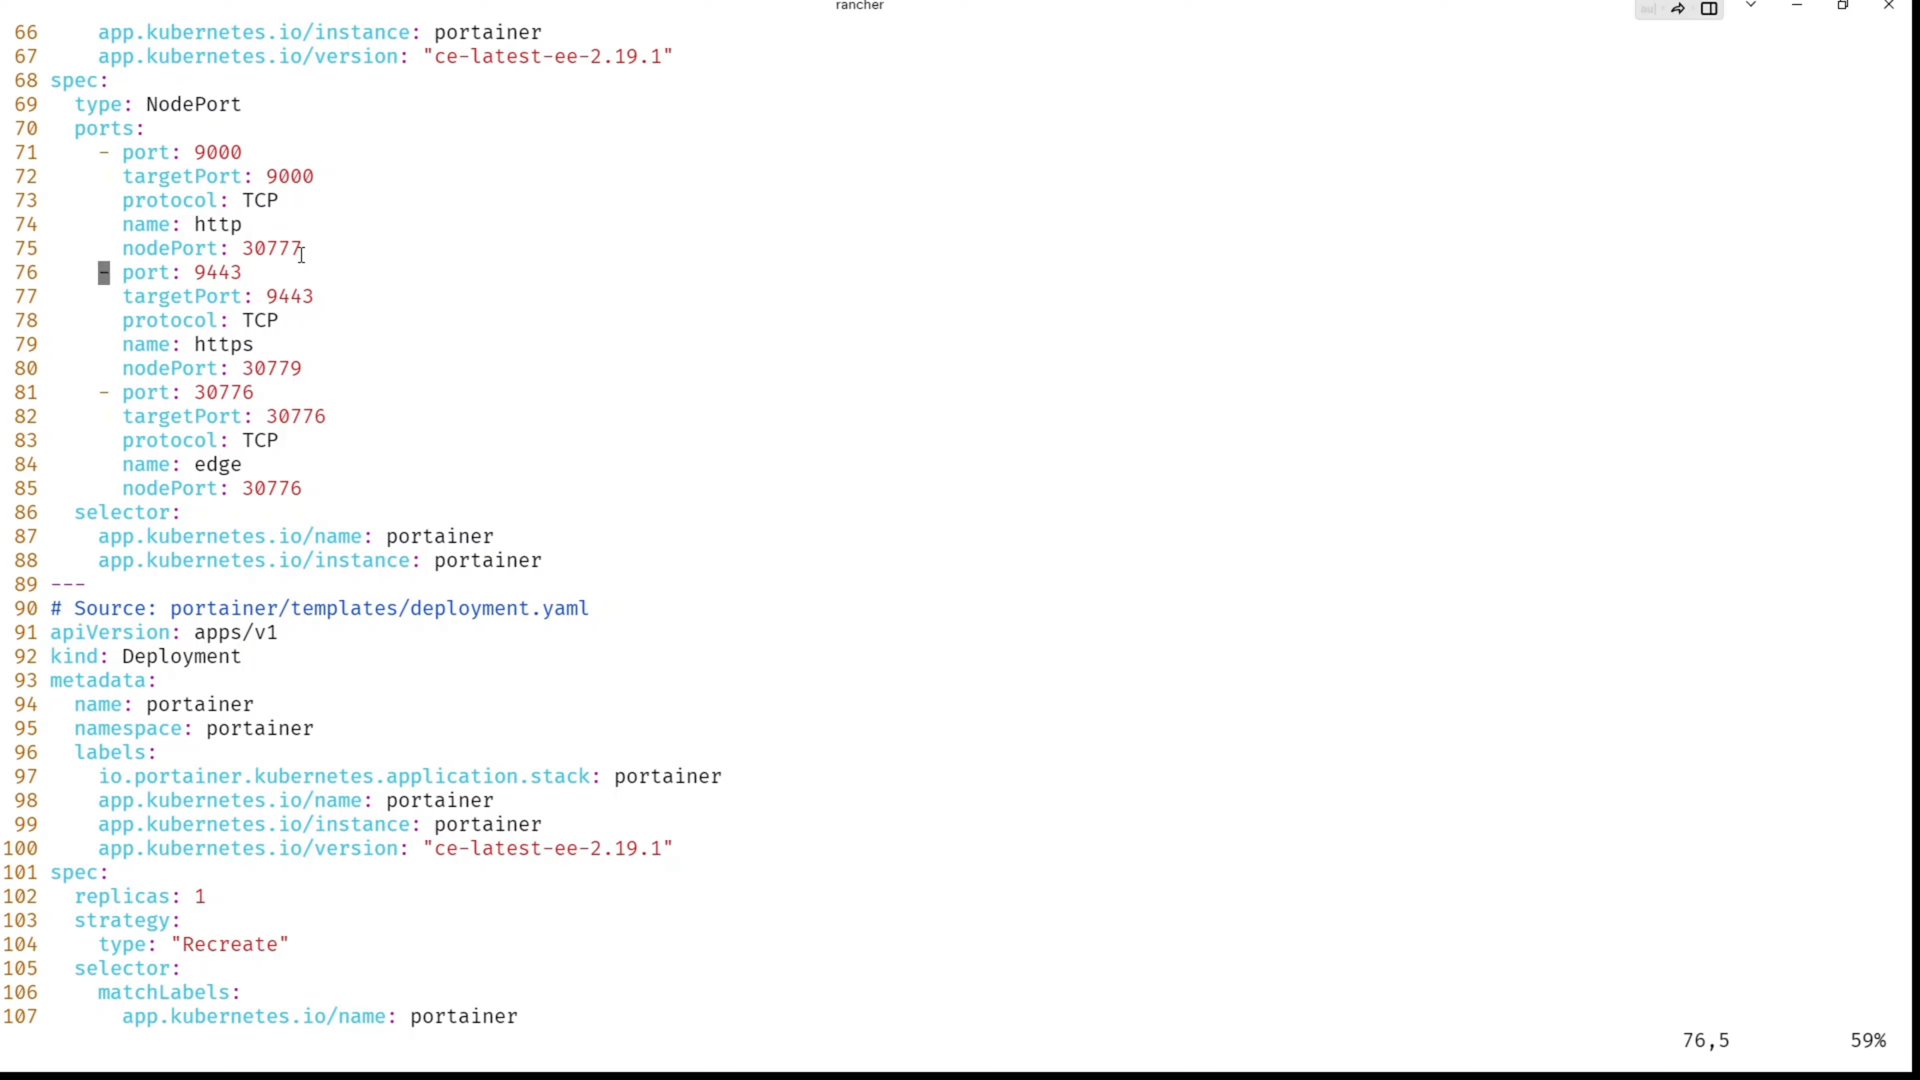 rancher
66     app.kubernetes.io/instance: portainer
67     app.kubernetes.io/version: "ce-latest-ee-2.19.1"
68 spec:
69   type: NodePort
70   ports:
71     - port: 9000
72       targetPort: 9000
73       protocol: TCP
74       name: http
75       nodePort: 30777
76     - port: 9443
77       targetPort: 9443
78       protocol: TCP
79       name: https
80       nodePort: 30779
81     - port: 30776
82       targetPort: 30776
83       protocol: TCP
84       name: edge
85       nodePort: 30776
86   selector:
87     app.kubernetes.io/name: portainer
88     app.kubernetes.io/instance: portainer
89 ---
90 # Source: portainer/templates/deployment.yaml
91 apiVersion: apps/v1
92 kind: Deployment
93 metadata:
94   name: portainer
95   namespace: portainer
96   labels:
97     io.portainer.kubernetes.application.stack: portainer
98     app.kubernetes.io/name: portainer
99     app.kubernetes.io/instance: portainer
100     app.kubernetes.io/version: "ce-latest-ee-2.19.1"
101 spec:
102   replicas: 1
103   strategy:
104     type: "Recreate"
105   selector:
106     matchLabels:
107       app.kubernetes.io/name: portainer
76,5 59%